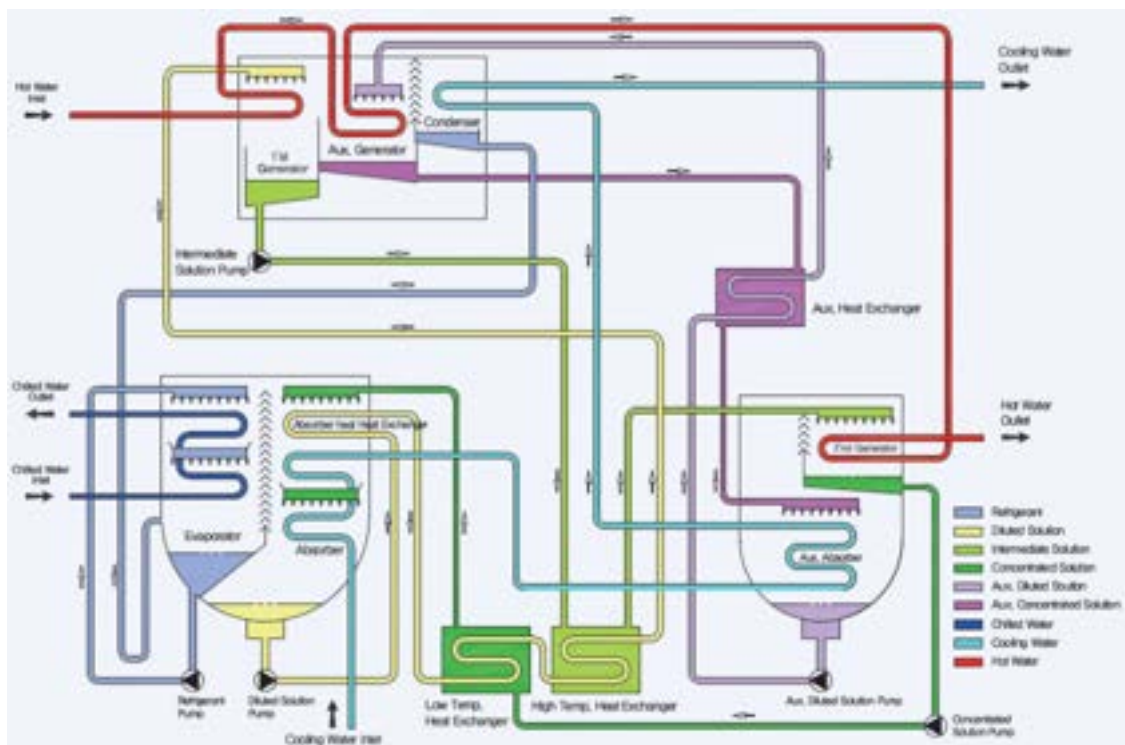 Hot Water
Inlet
Cooling Water
Outlet
Condenser
Aux, Generator
Generator
Intermediate
Solution Pump
Aux, Heat Exchanger
Chilled Water
Outlet
Chilled Water
Inlet
Absorber heat Heat Exchanger
Evaporator
Absorber
Hot Water
Outlet
Generator
Aux, Absorber
Refrigerant
Diluted Solution
Intermediate Solution
Concentrated Solution
Aux, Diluted Soution
Aux, Concentrated Solution
Chilled Water
Cooling Water
Hot Water
Refrigerant
Pump
Diluted Solution
Pump
Cooling Water Inlet
Low Temp,
Heat Exchanger
High Temp, Heat Exchanger
Aux, Diluted Solution Pump
Concentrated
Solution Pump